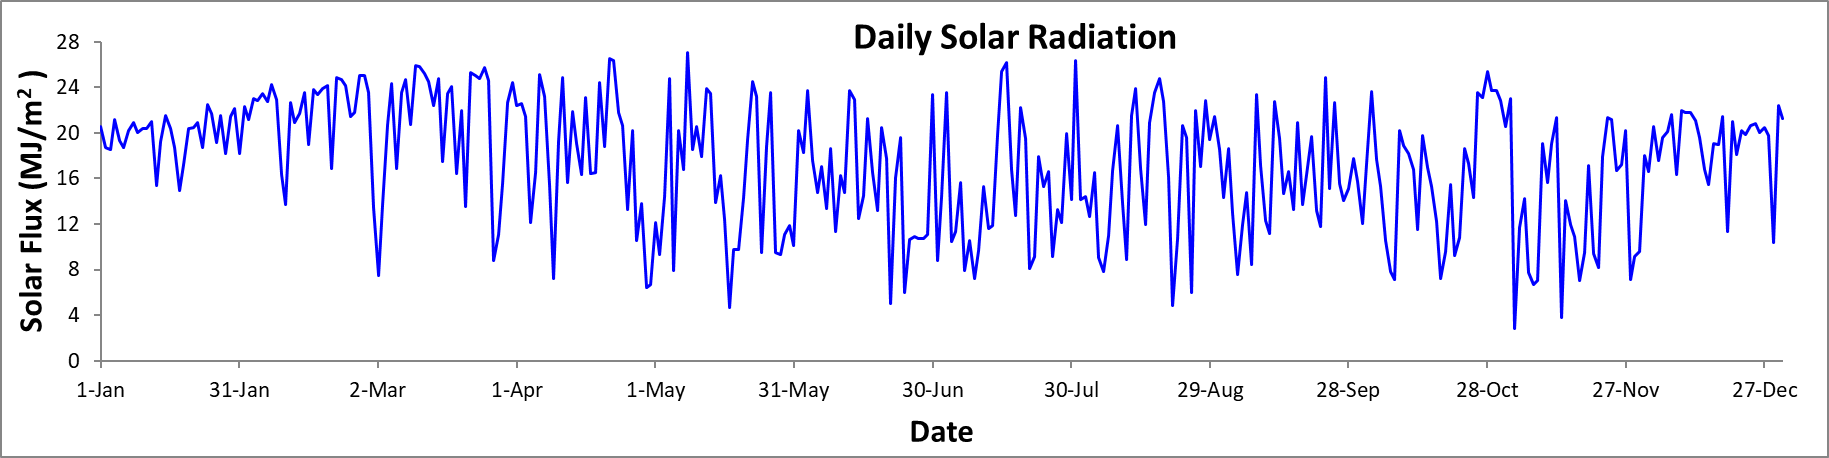 Daily Solar Radiation
Solar Flux (MJ/m² )
28
24
20
16
12
8
4
0
1-Jan 31-Jan 2-Mar 1-Apr 1-May 31-May 30-Jun 30-Jul 29-Aug 28-Sep 28-Oct 27-Nov 27-Dec
Date